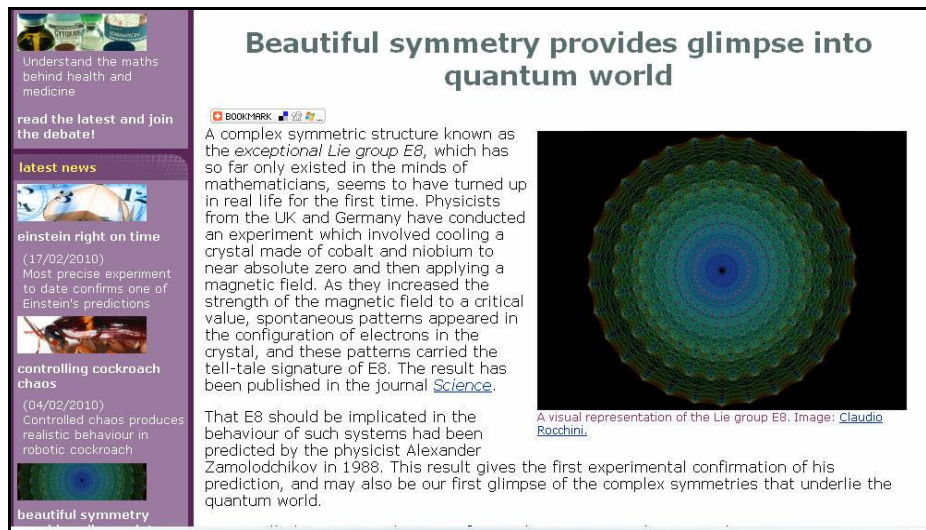 CYTOXAN
Understand the maths
behind health and
medicine
read the latest and join
the debate!
latest news
einstein right on time
(17/02/2010)
Most precise experiment
to date confirms one of
Einstein's predictions
controlling cockroach
chaos
(04/02/2010)
Controlled chaos produces
realistic behaviour in
robotic cockroach
beautiful symmetry
Beautiful symmetry provides glimpse into
quantum world
BOOKMARK
A complex symmetric structure known as
the exceptional Lie group E8, which has
so far only existed in the minds of
mathematicians, seems to have turned up
in real life for the first time. Physicists
from the UK and Germany have conducted
an experiment which involved cooling a
crystal made of cobalt and niobium to
near absolute zero and then applying a
magnetic field. As they increased the
strength of the magnetic field to a critical
value, spontaneous patterns appeared in
the configuration of electrons in the
crystal, and these patterns carried the
tell-tale signature of E8. The result has
been published in the journal Science.
A visual representation of the Lie group E8. Image: Claudio
Rocchini.
That E8 should be implicated in the
behaviour of such systems had been
predicted by the physicist Alexander
Zamolodchikov in 1988. This result gives the first experimental confirmation of his
prediction, and may also be our first glimpse of the complex symmetries that underlie the
quantum world.